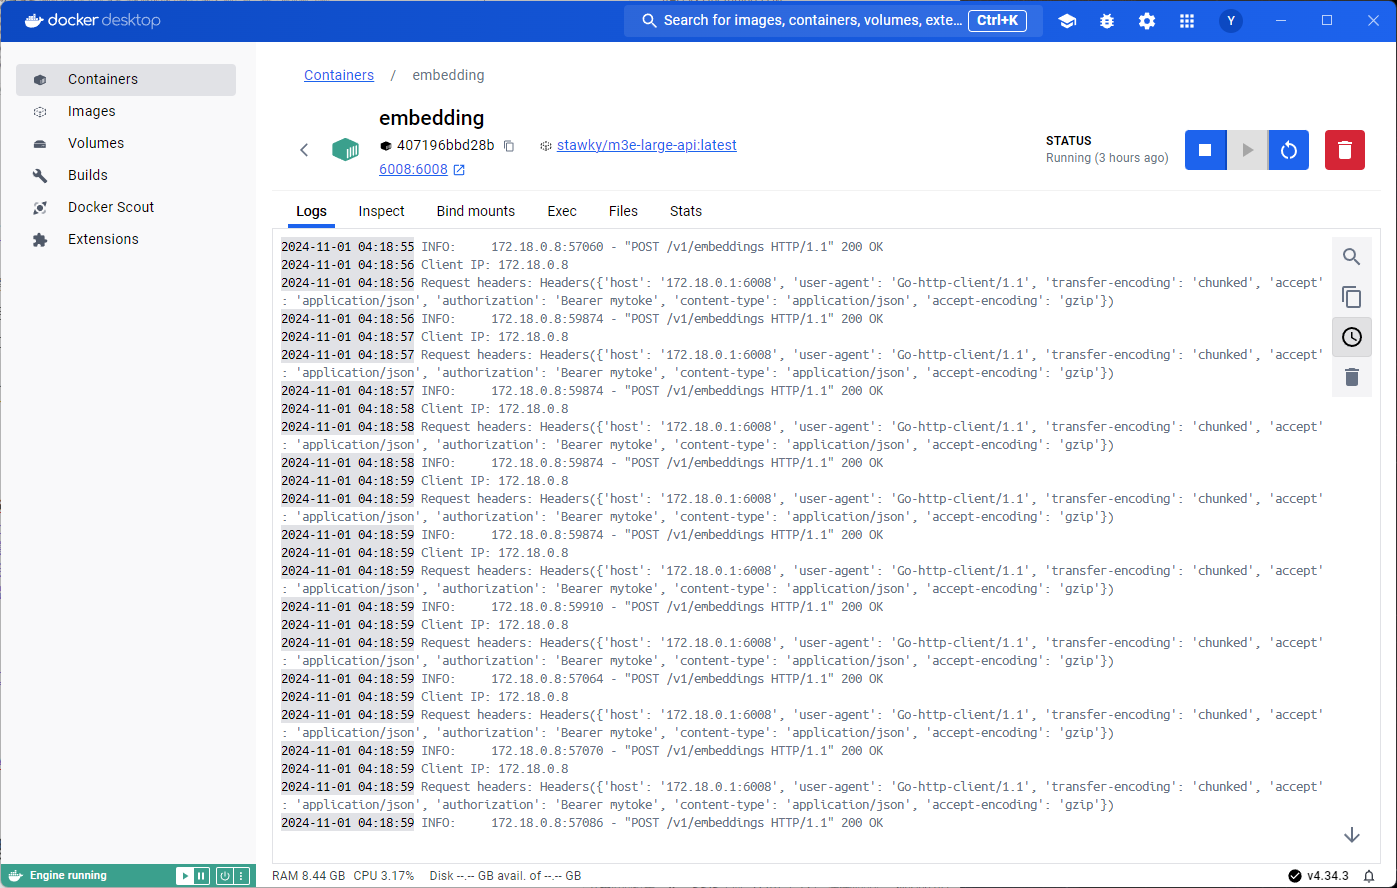 docker desktop
Search for images, containers, volumes, exte... Ctrl+K
Y
Containers
Images
Volumes
Builds
Docker Scout
Extensions
Containers / embedding
embedding
407196bbd28b stawky/m3e-large-api:latest
6008:6008
STATUS
Running (3 hours ago)
Logs Inspect Bind mounts Exec Files Stats
2024-11-01 04:18:55 INFO: 172.18.0.8:57060 - "POST /v1/embeddings HTTP/1.1" 200 OK
2024-11-01 04:18:56 Client IP: 172.18.0.8
2024-11-01 04:18:56 Request headers: Headers({'host': '172.18.0.1:6008', 'user-agent': 'Go-http-client/1.1', 'transfer-encoding': 'chunked', 'accept'
: 'application/json', 'authorization': 'Bearer mytoke', 'content-type': 'application/json', 'accept-encoding': 'gzip'})
2024-11-01 04:18:56 INFO: 172.18.0.8:59874 - "POST /v1/embeddings HTTP/1.1" 200 OK
2024-11-01 04:18:57 Client IP: 172.18.0.8
2024-11-01 04:18:57 Request headers: Headers({'host': '172.18.0.1:6008', 'user-agent': 'Go-http-client/1.1', 'transfer-encoding': 'chunked', 'accept'
: 'application/json', 'authorization': 'Bearer mytoke', 'content-type': 'application/json', 'accept-encoding': 'gzip'})
2024-11-01 04:18:57 INFO: 172.18.0.8:59874 - "POST /v1/embeddings HTTP/1.1" 200 OK
2024-11-01 04:18:58 Client IP: 172.18.0.8
2024-11-01 04:18:58 Request headers: Headers({'host': '172.18.0.1:6008', 'user-agent': 'Go-http-client/1.1', 'transfer-encoding': 'chunked', 'accept'
: 'application/json', 'authorization': 'Bearer mytoke', 'content-type': 'application/json', 'accept-encoding': 'gzip'})
2024-11-01 04:18:58 INFO: 172.18.0.8:59874 - "POST /v1/embeddings HTTP/1.1" 200 OK
2024-11-01 04:18:59 Client IP: 172.18.0.8
2024-11-01 04:18:59 Request headers: Headers({'host': '172.18.0.1:6008', 'user-agent': 'Go-http-client/1.1', 'transfer-encoding': 'chunked', 'accept'
: 'application/json', 'authorization': 'Bearer mytoke', 'content-type': 'application/json', 'accept-encoding': 'gzip'})
2024-11-01 04:18:59 INFO: 172.18.0.8:59874 - "POST /v1/embeddings HTTP/1.1" 200 OK
2024-11-01 04:18:59 Client IP: 172.18.0.8
2024-11-01 04:18:59 Request headers: Headers({'host': '172.18.0.1:6008', 'user-agent': 'Go-http-client/1.1', 'transfer-encoding': 'chunked', 'accept'
: 'application/json', 'authorization': 'Bearer mytoke', 'content-type': 'application/json', 'accept-encoding': 'gzip'})
2024-11-01 04:18:59 INFO: 172.18.0.8:59910 - "POST /v1/embeddings HTTP/1.1" 200 OK
2024-11-01 04:18:59 Client IP: 172.18.0.8
2024-11-01 04:18:59 Request headers: Headers({'host': '172.18.0.1:6008', 'user-agent': 'Go-http-client/1.1', 'transfer-encoding': 'chunked', 'accept'
: 'application/json', 'authorization': 'Bearer mytoke', 'content-type': 'application/json', 'accept-encoding': 'gzip'})
2024-11-01 04:18:59 INFO: 172.18.0.8:57064 - "POST /v1/embeddings HTTP/1.1" 200 OK
2024-11-01 04:18:59 Client IP: 172.18.0.8
2024-11-01 04:18:59 Request headers: Headers({'host': '172.18.0.1:6008', 'user-agent': 'Go-http-client/1.1', 'transfer-encoding': 'chunked', 'accept'
: 'application/json', 'authorization': 'Bearer mytoke', 'content-type': 'application/json', 'accept-encoding': 'gzip'})
2024-11-01 04:18:59 INFO: 172.18.0.8:57070 - "POST /v1/embeddings HTTP/1.1" 200 OK
2024-11-01 04:18:59 Client IP: 172.18.0.8
2024-11-01 04:18:59 Request headers: Headers({'host': '172.18.0.1:6008', 'user-agent': 'Go-http-client/1.1', 'transfer-encoding': 'chunked', 'accept'
: 'application/json', 'authorization': 'Bearer mytoke', 'content-type': 'application/json', 'accept-encoding': 'gzip'})
2024-11-01 04:18:59 INFO: 172.18.0.8:57086 - "POST /v1/embeddings HTTP/1.1" 200 OK
Engine running
RAM 8.44 GB CPU 3.17% Disk --.-- GB avail. of --.-- GB
v4.34.3